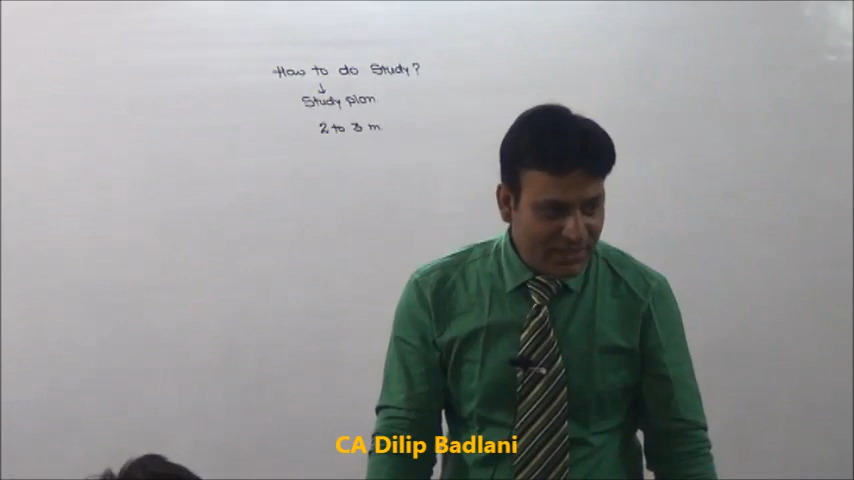 How to do Study?
↓
Study plan
2 to 3 m
CA Dilip Badlani